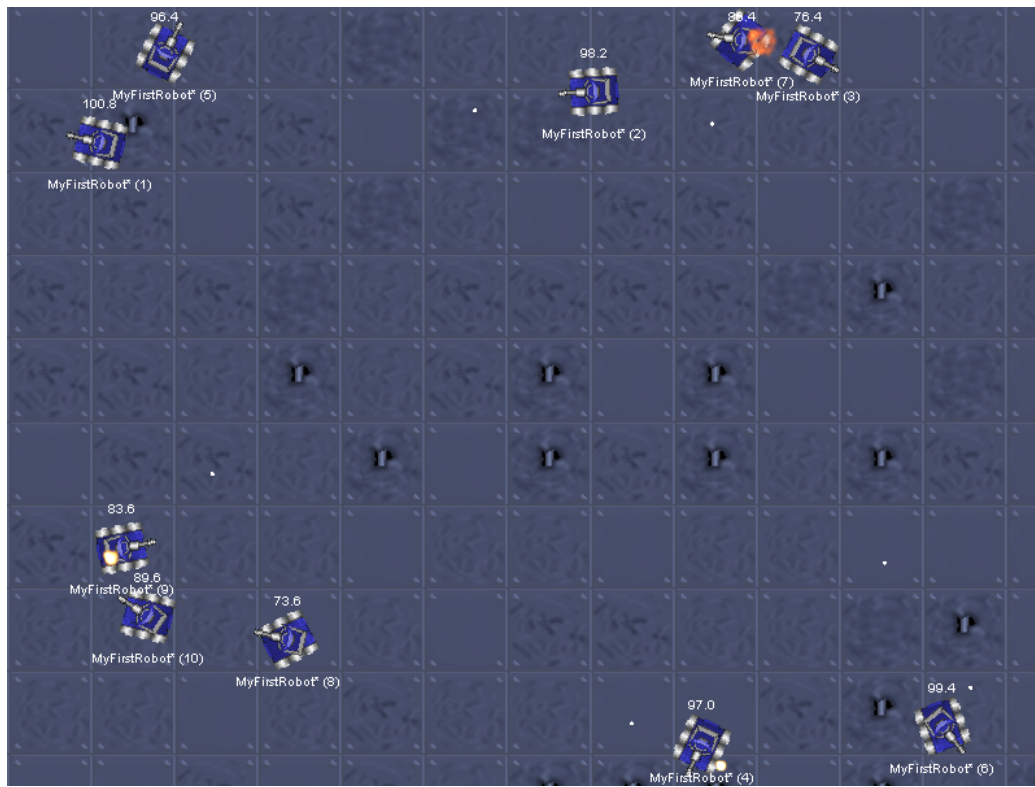 96.4
MyFirstRobot* (5)
100.8
MyFirstRobot* (1)
98.2
MyFirstRobot* (2)
MyFirstRobot* (7)
76.4
MyFirstRobot* (3)
83.6
MyFirstRobot* (9)
89.6
MyFirstRobot* (10)
73.6
MyFirstRobot* (8)
97.0
MyFirstRobot* (4)
99.4
MyFirstRobot* (6)